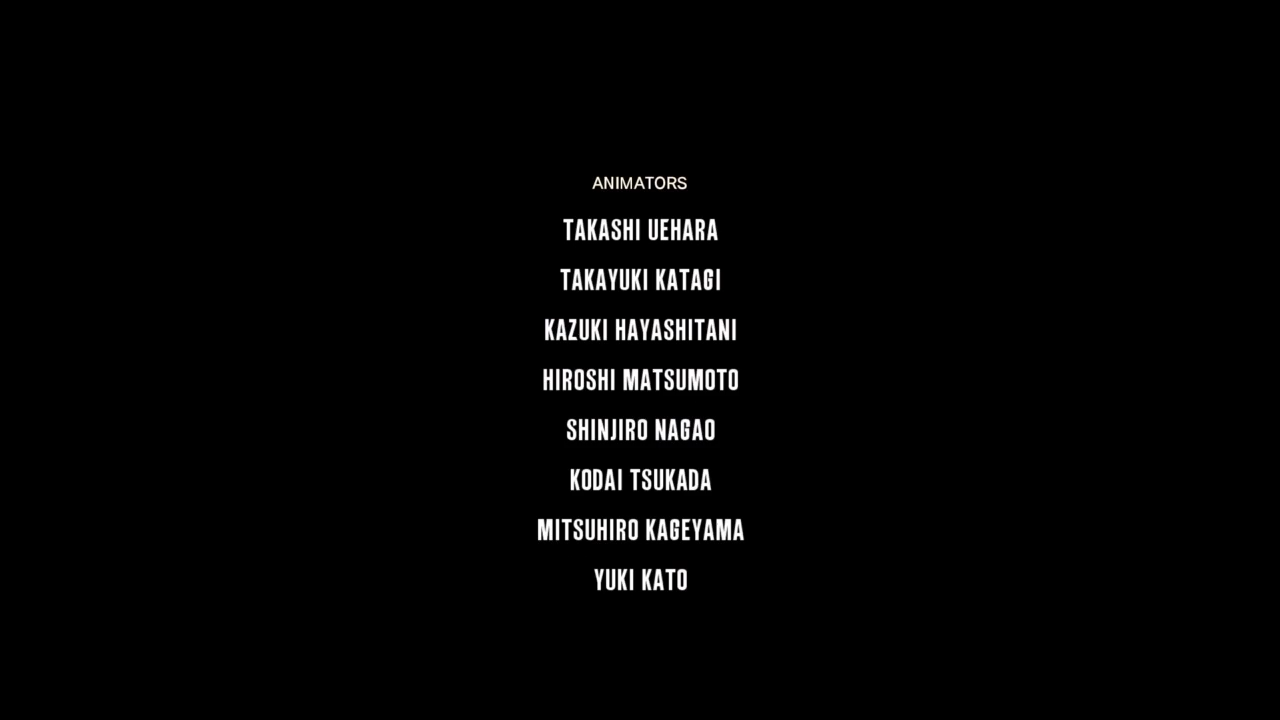 ANIMATORS
TAKASHI UEHARA
TAKAYUKI KATAGI
KAZUKI HAYASHITANI
HIROSHI MATSUMOTO
SHINJIRO NAGAO
KODAI TSUKADA
MITSUHIRO KAGEYAMA
YUKI KATO